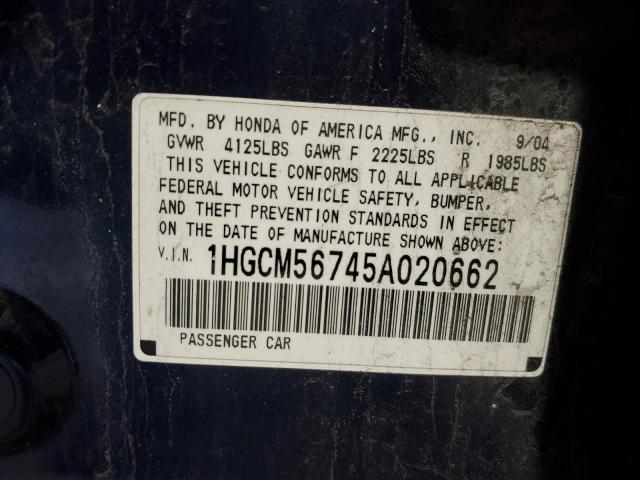 MFD. BY HONDA OF AMERICA MFG., INC. 9/04
GVWR 4125LBS GAWR F 2225LBS R 1985LBS
THIS VEHICLE CONFORMS TO ALL APPLICABLE
FEDERAL MOTOR VEHICLE SAFETY, BUMPER,
AND THEFT PREVENTION STANDARDS IN EFFECT
ON THE DATE OF MANUFACTURE SHOWN ABOVE:
V.I.N. 1HGCM56745A020662
PASSENGER CAR